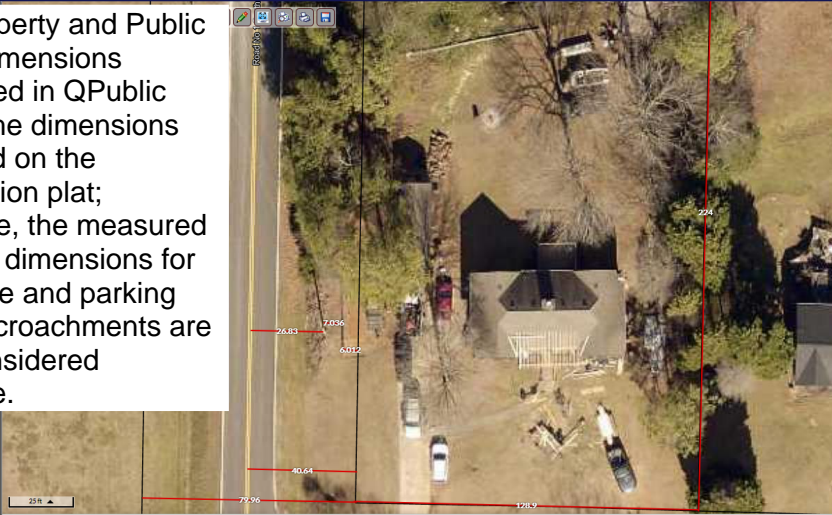 perty and Public
mensions
ed in QPublic
ne dimensions
d on the
ion plat;
e, the measured
dimensions for
e and parking
croachments are
nsidered
e.
224
26.83
7.036
6.012
40.64
79.96
128.9
25 ft